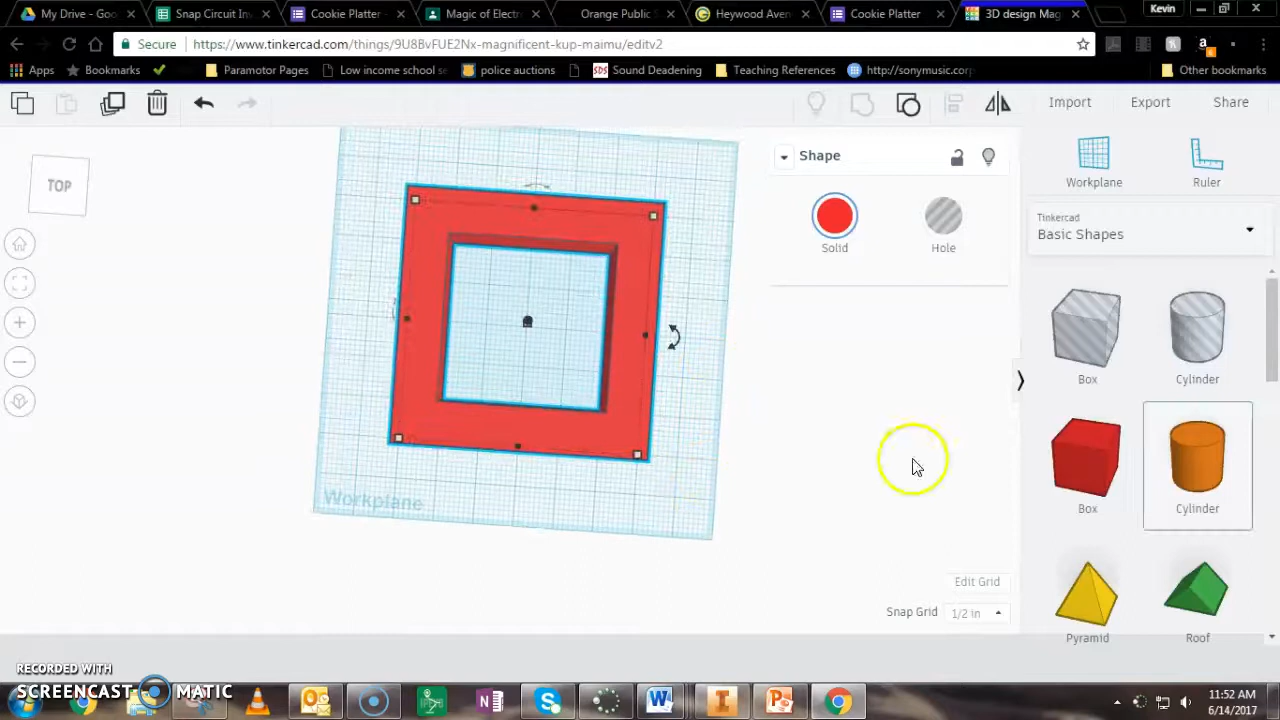 My Drive - Goo
Snap Circuit In
Cookie Platter -
Magic of Electr
Orange Public S
Heywood Aven
Cookie Platter
3D design Mag
Kevin
Secure
https://www.tinkercad.com/things/9U8BvFUE2Nx-magnificent-kup-maimu/editv2
Apps
Bookmarks
Paramotor Pages
Low income school se
police auctions
SDS
Sound Deadening
Teaching References
http://sonymusic.corp
Other bookmarks
Import
Export
Share
TOP
Shape
Solid
Hole
Workplane
Ruler
Tinkercad
Basic Shapes
Box
Cylinder
Box
Cylinder
Pyramid
Roof
Workplane
Edit Grid
Snap Grid
1/2 in
RECORDED WITH
SCREENCAST MATIC
11:52 AM
6/14/2017